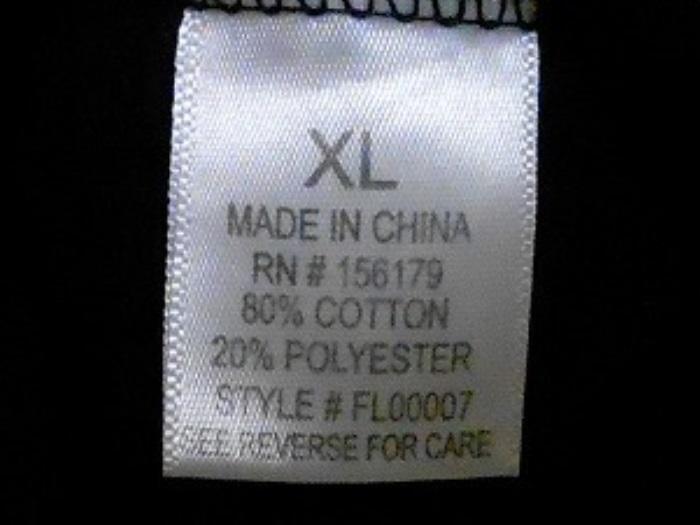 XL
MADE IN CHINA
RN # 156179
80% COTTON
20% POLYESTER
STYLE # FL00007
SEE REVERSE FOR CARE